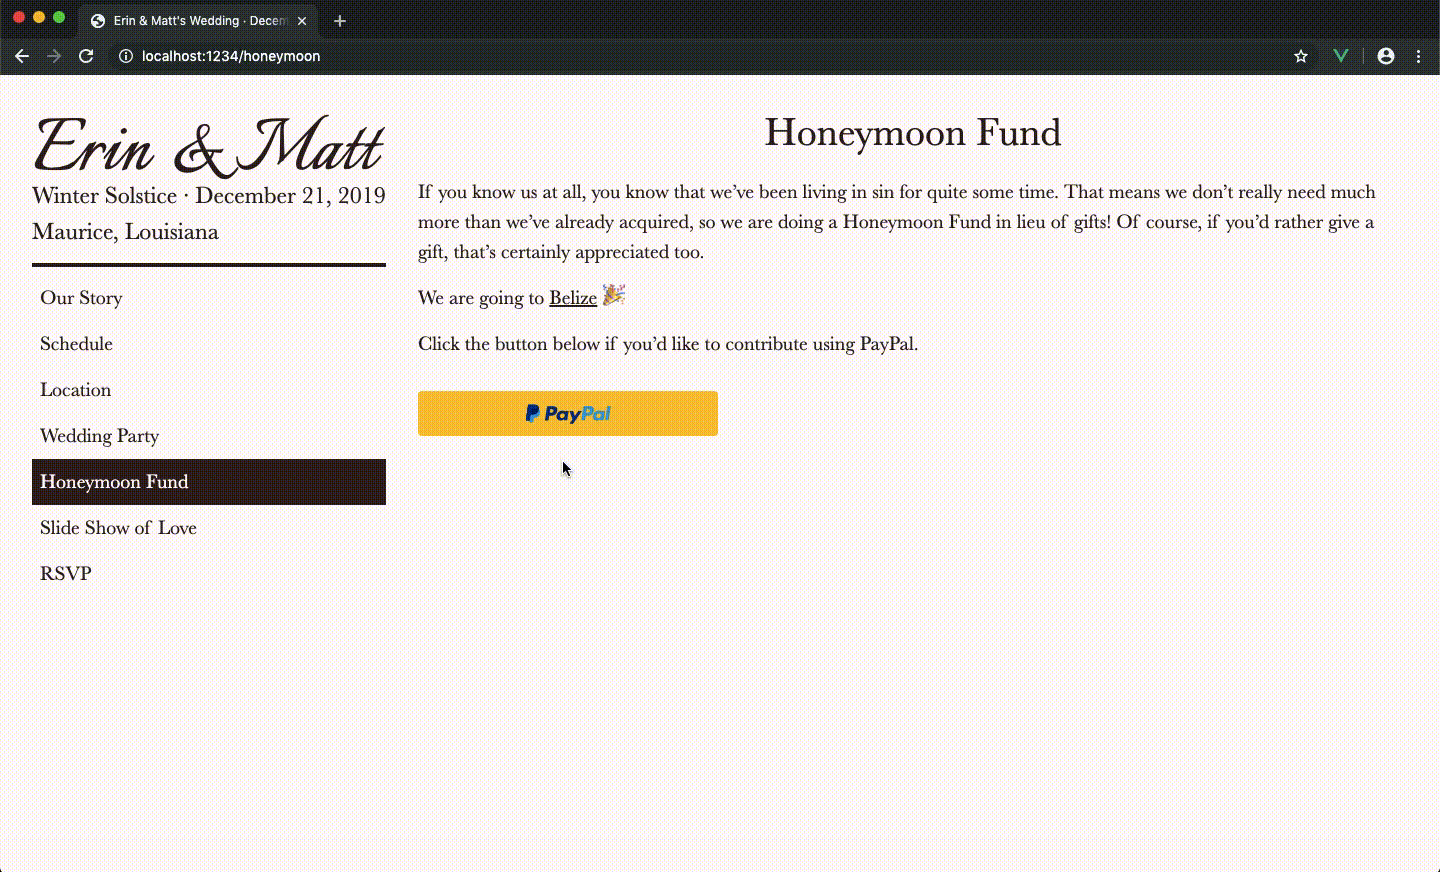 Erin & Matt's Wedding · Decem
localhost:1234/honeymoon
Erin & Matt
Winter Solstice · December 21, 2019
Maurice, Louisiana
Our Story
Schedule
Location
Wedding Party
Honeymoon Fund
Slide Show of Love
RSVP
Honeymoon Fund
If you know us at all, you know that we’ve been living in sin for quite some time. That means we don’t really need much
more than we’ve already acquired, so we are doing a Honeymoon Fund in lieu of gifts! Of course, if you’d rather give a
gift, that’s certainly appreciated too.
We are going to Belize 🎉
Click the button below if you’d like to contribute using PayPal.
PayPal